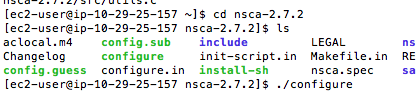 nsca-2.7.2/src/utils.c
[ec2-user@ip-10-29-25-157 ~]$ cd nsca-2.7.2
[ec2-user@ip-10-29-25-157 nsca-2.7.2]$ ls
aclocal.m4 config.sub include LEGAL ns
Changelog configure init-script.in Makefile.in RE
config.guess configure.in install-sh nsca.spec sa
[ec2-user@ip-10-29-25-157 nsca-2.7.2]$ ./configure